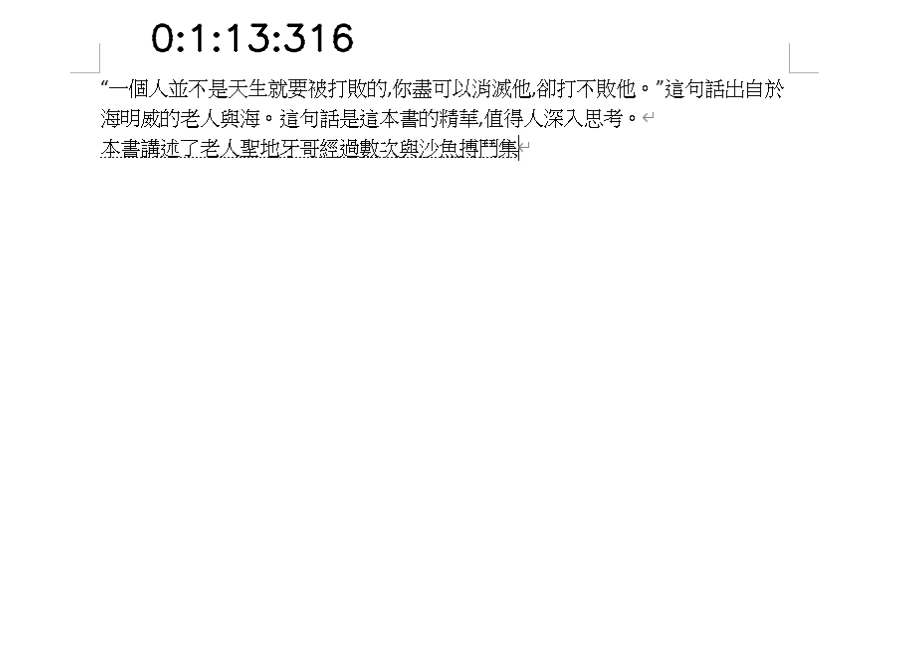 0:1:13:316
“一個人並不是天生就要被打敗的,你盡可以消滅他,卻打不敗他。”這句話出自於
海明威的老人與海。這句話是這本書的精華,值得人深入思考。
本書講述了老人聖地牙哥經過數次與沙魚搏鬥集